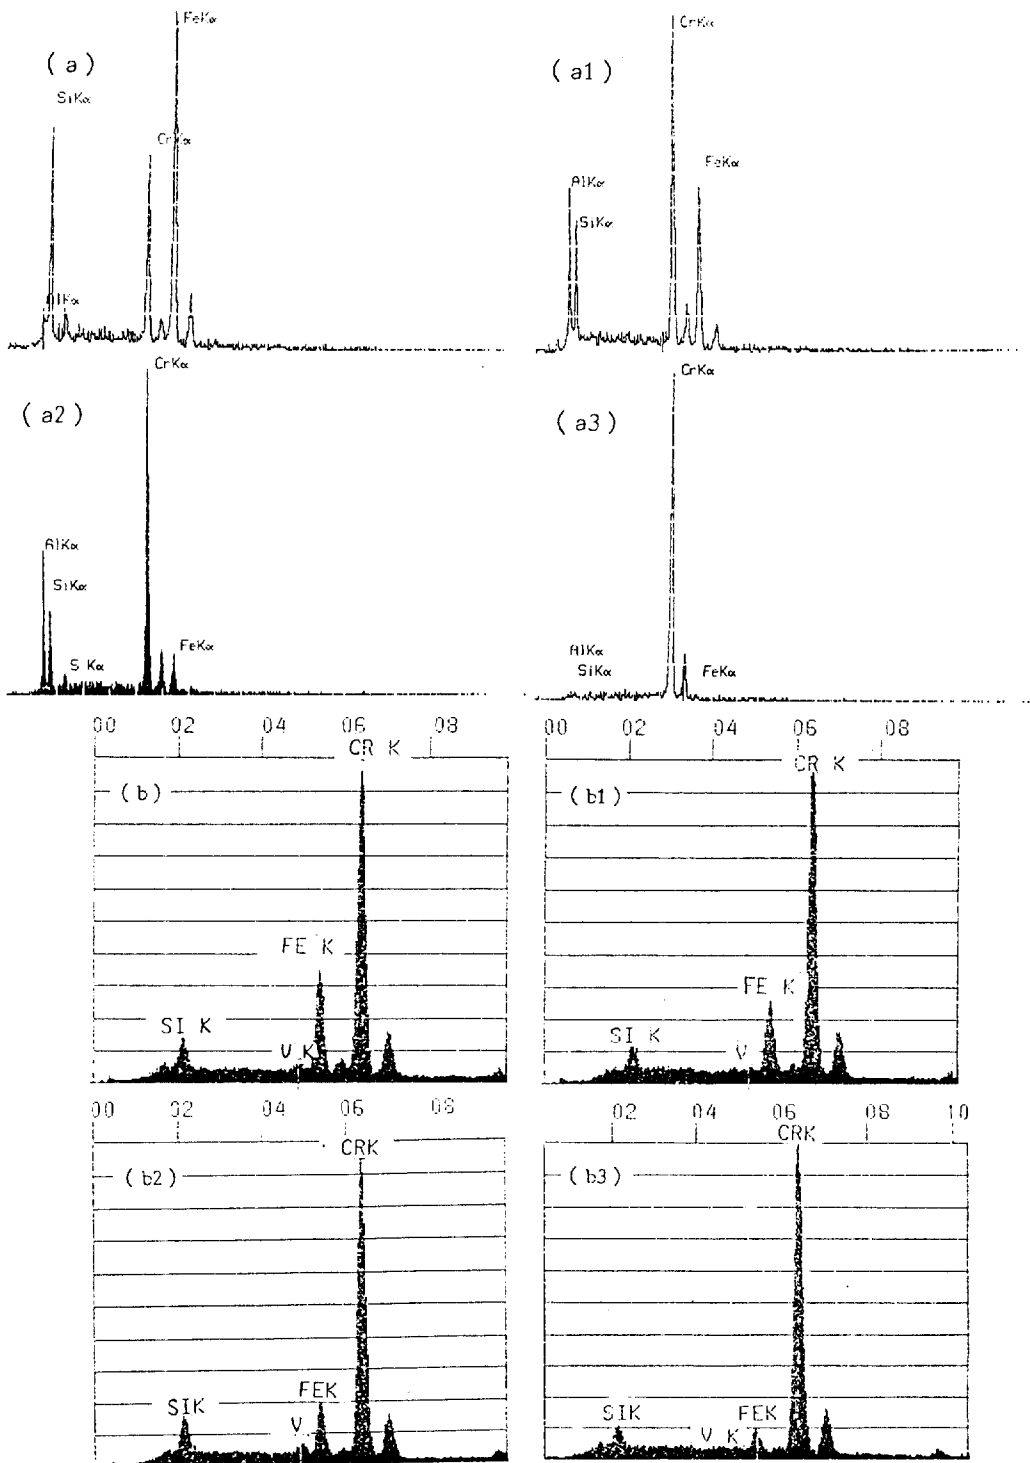 ( a )
FeKα
SiKα
CrKα
AlKα
( a1 )
CrKα
FeKα
AlKα
SiKα
( a2 )
CrKα
AlKα
SiKα
S Kα
FeKα
( a3 )
CrKα
AlKα
SiKα
FeKα
00 02 04 06 08
CR K
( b )
FE K
SI K
V K
00 02 04 06 08
CR K
( b1 )
FE K
SI K
V
00 02 04 06 08
CRK
( b2 )
FEK
SIK
V
02 04 06 08 10
CRK
( b3 )
SIK
FEK
V K